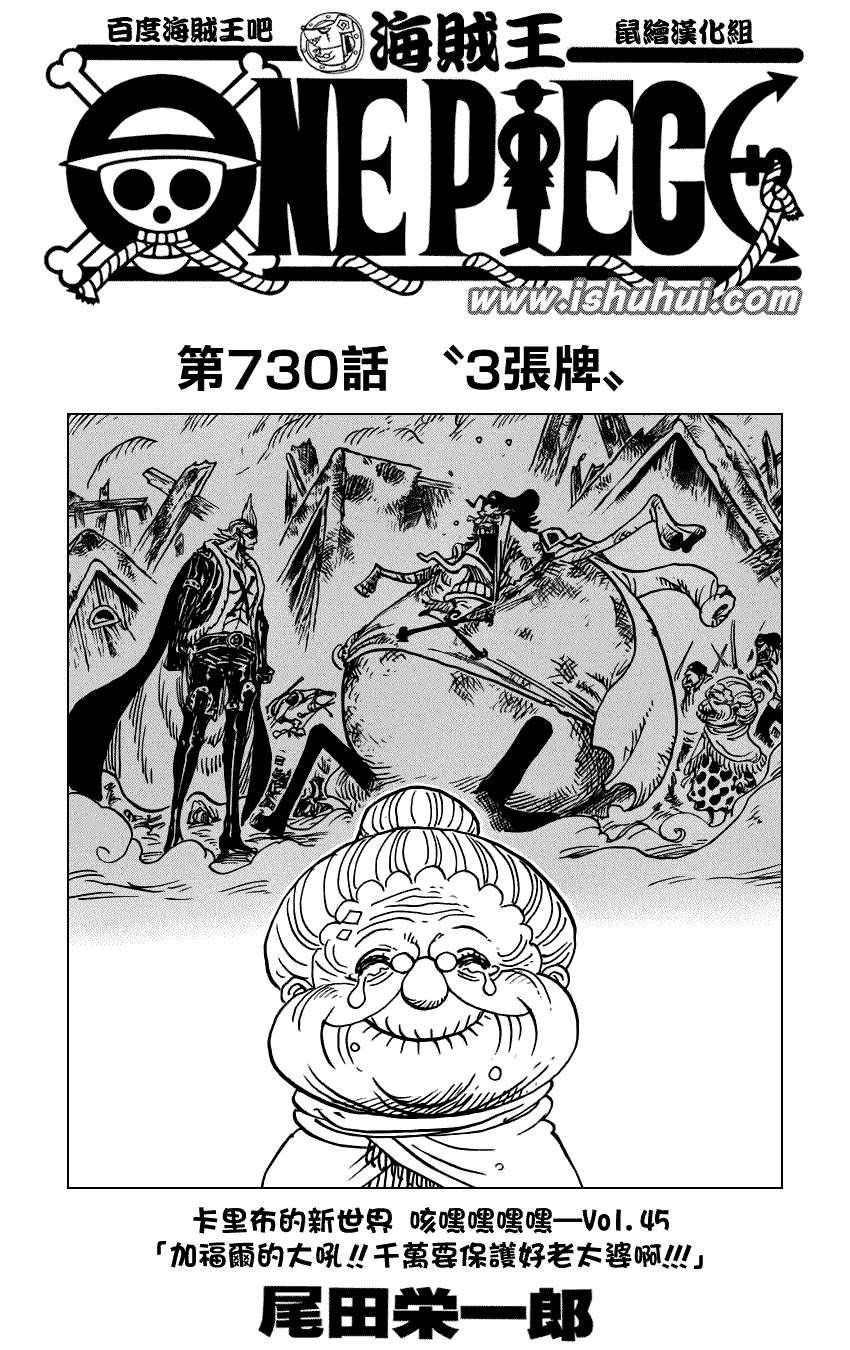 百度海賊王吧
海賊王
鼠繪漢化組
ONE PIECE
www.ishuhui.com
第730話 〝3張牌〟
卡里布的新世界 咳嘿嘿嘿嘿—Vol.45
「加福爾的大吼!!千萬要保護好老太婆啊!!!」
尾田栄一郎